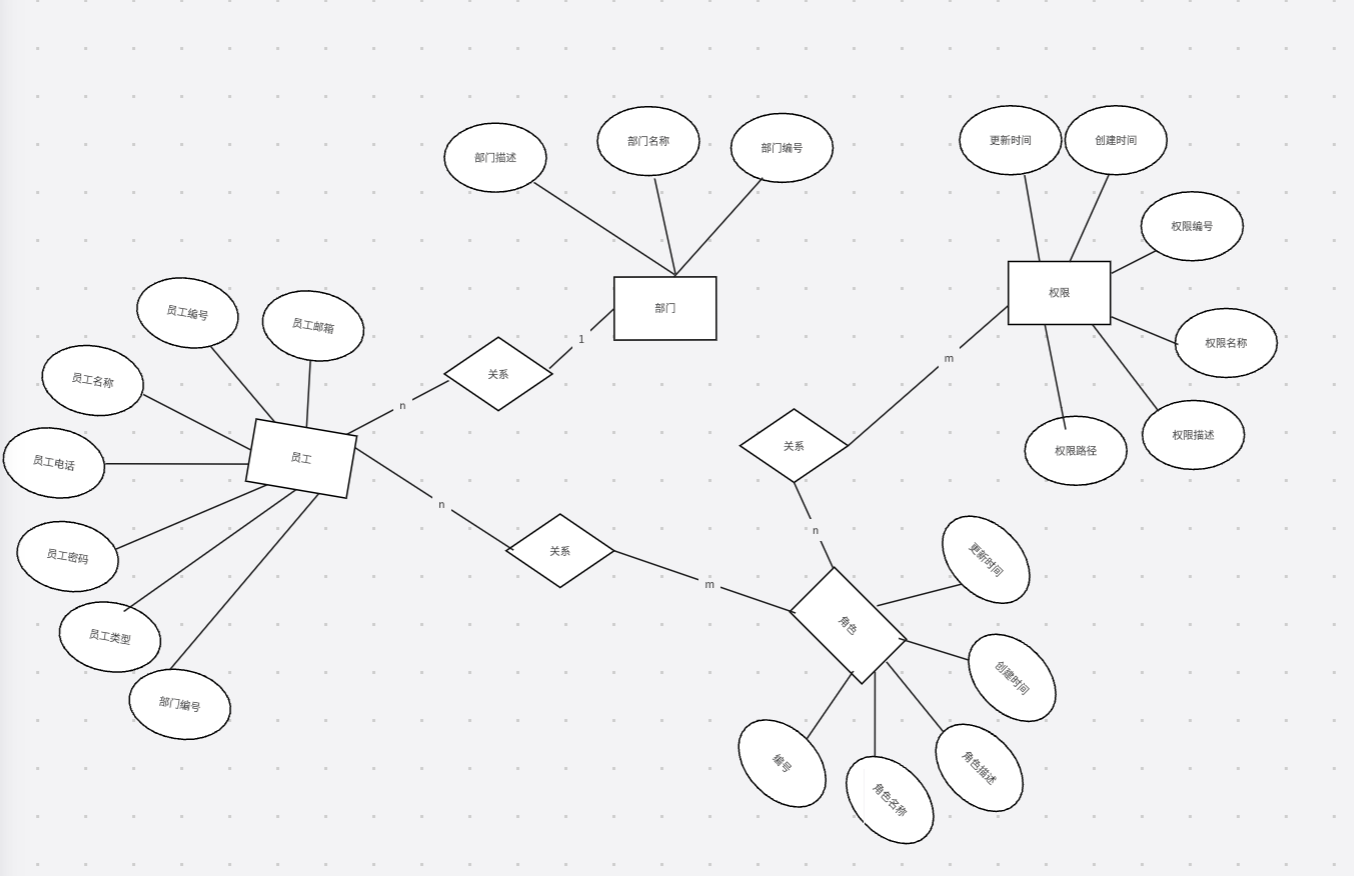 更新时间
创建时间
部门描述
部门名称
部门编号
权限编号
权限
部门
员工编号
员工邮箱
1
权限名称
m
关系
员工名称
n
权限描述
关系
权限路径
员工
员工电话
n
n
关系
员工密码
更新时间
m
角色
员工类型
创建时间
部门编号
编号
角色描述
角色名称